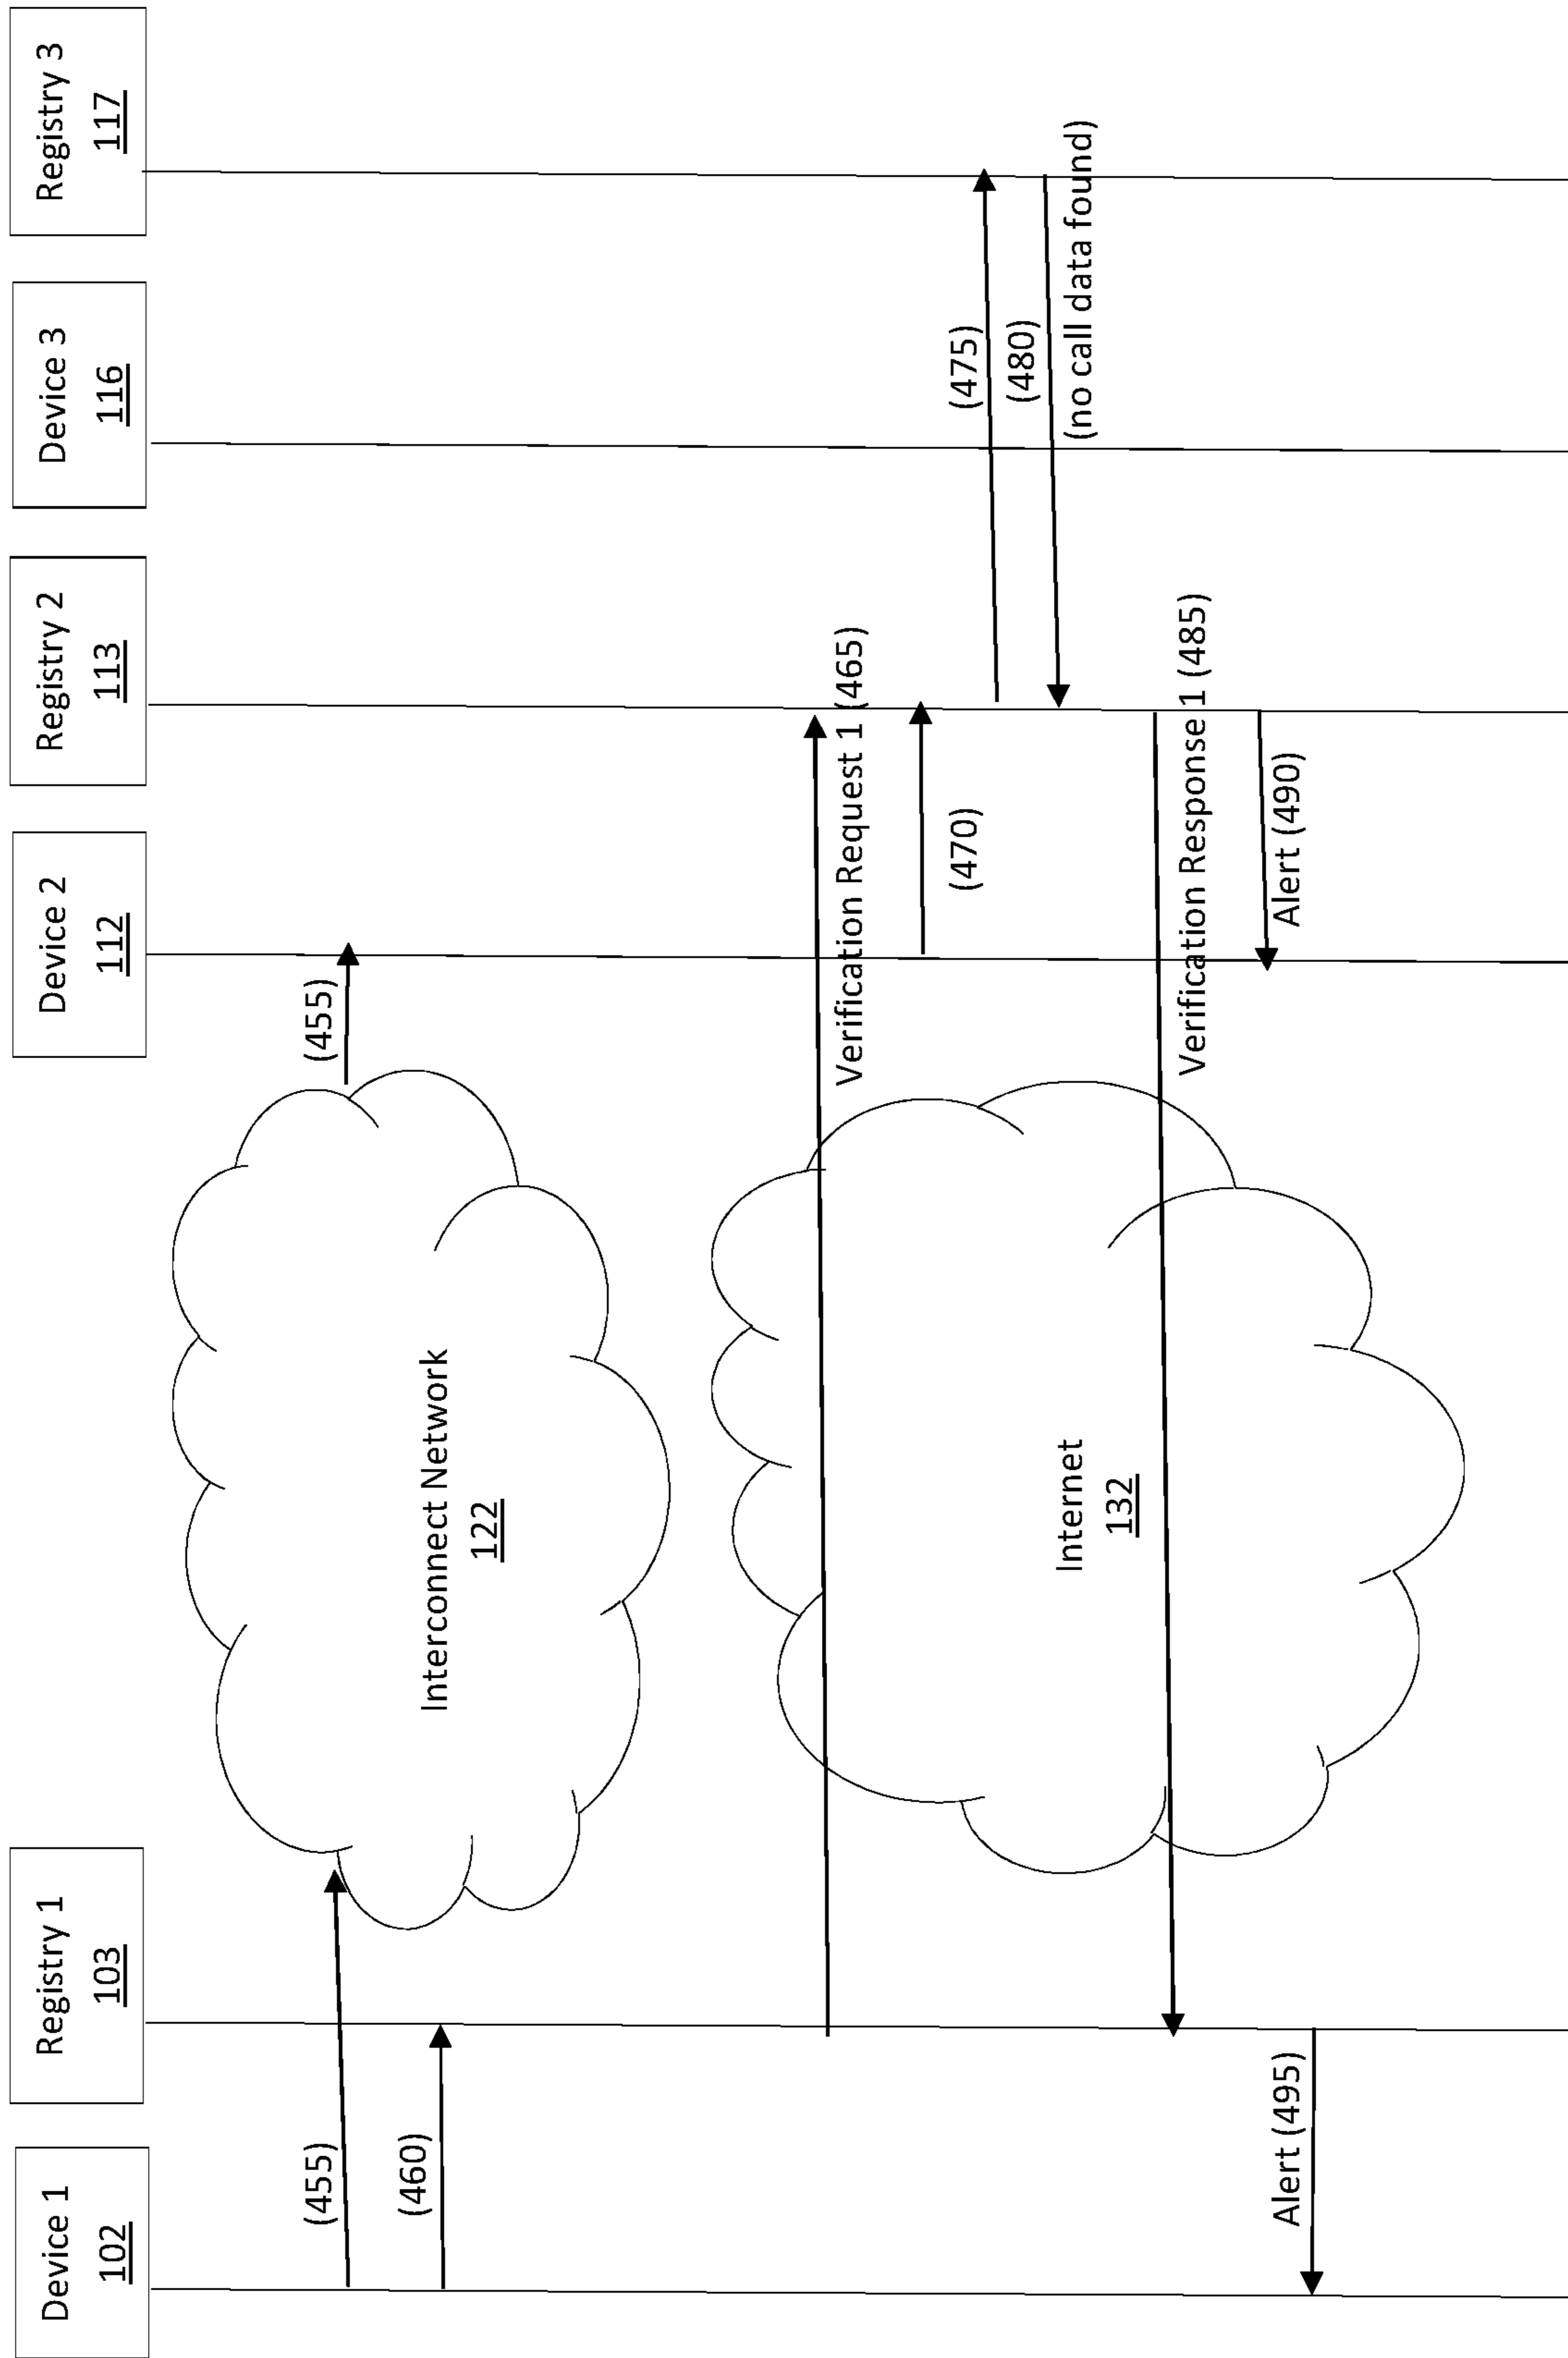 Device 1
102
Registry 1
103
Device 2
112
Registry 2
113
Device 3
116
Registry 3
117
(455)
(455)
(460)
Interconnect Network
122
Verification Request 1 (465)
(470)
(475)
(480)
(no call data found)
Internet
132
Verification Response 1 (485)
Alert (490)
Alert (495)